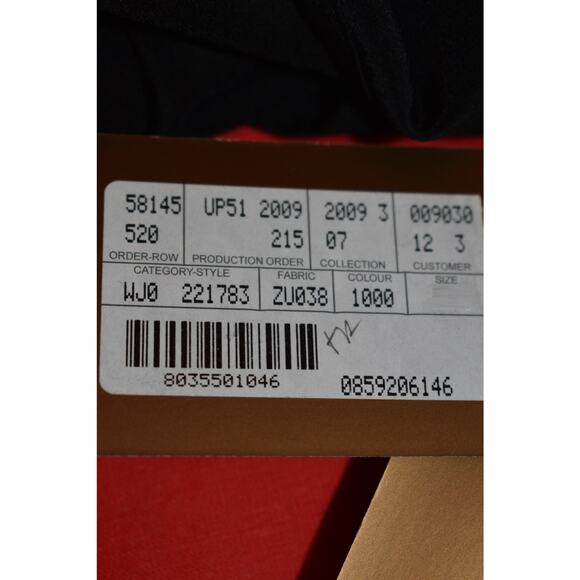 58145 UP51 2009 2009 3 009030
520 215 07 12 3
ORDER-ROW PRODUCTION ORDER COLLECTION CUSTOMER
CATEGORY-STYLE FABRIC COLOUR SIZE
WJ0 221783 ZU038 1000
8035501046 0859206146